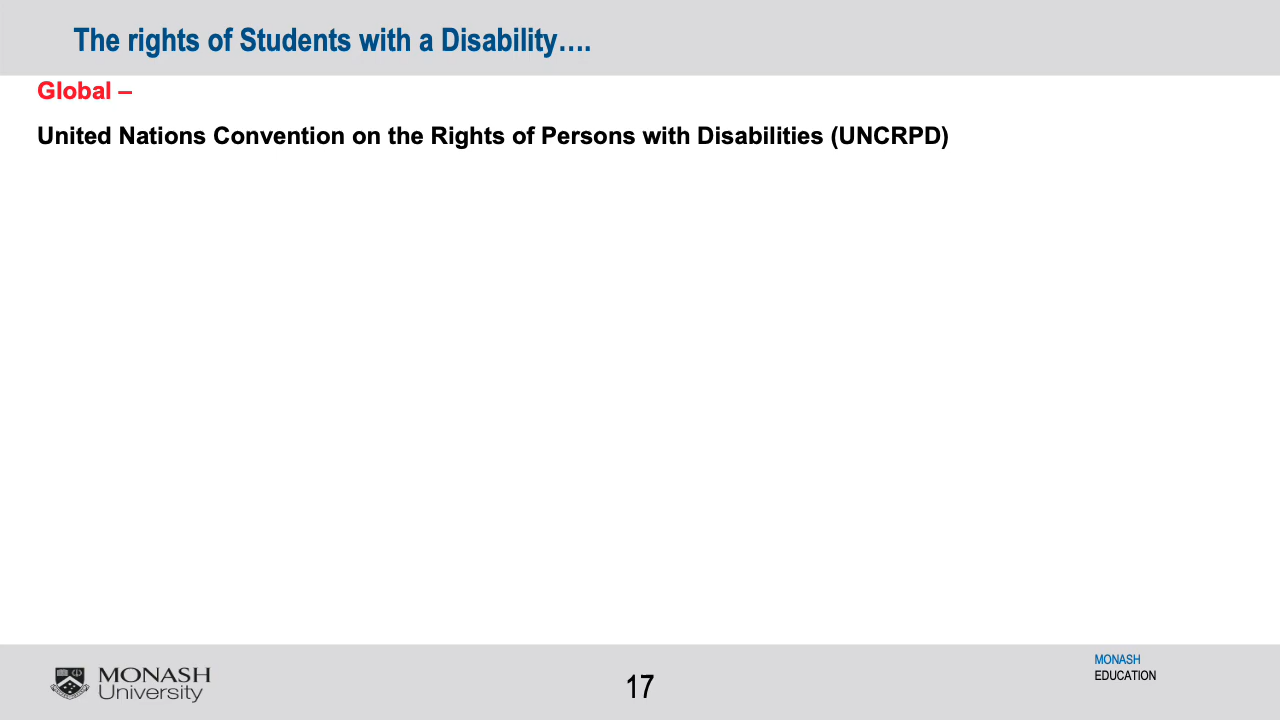 The rights of Students with a Disability….
Global –
United Nations Convention on the Rights of Persons with Disabilities (UNCRPD)
MONASH
University
17
MONASH
EDUCATION